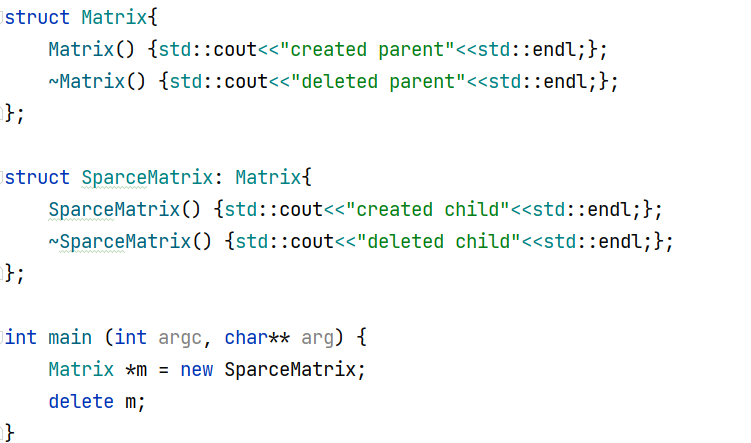 struct Matrix{
    Matrix() {std::cout<<"created parent"<<std::endl;};
    ~Matrix() {std::cout<<"deleted parent"<<std::endl;};
};

struct SparceMatrix: Matrix{
    SparceMatrix() {std::cout<<"created child"<<std::endl;};
    ~SparceMatrix() {std::cout<<"deleted child"<<std::endl;};
};

int main (int argc, char** arg) {
    Matrix *m = new SparceMatrix;
    delete m;
}